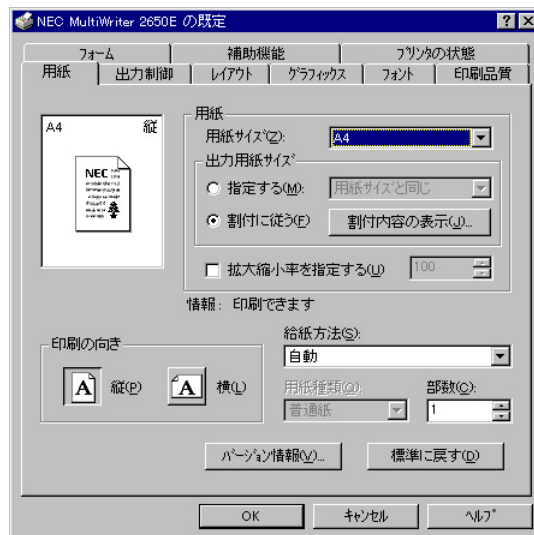 NEC MultiWriter 2650E の既定
フォーム 補助機能 プリンタの状態
用紙 出力制御 レイアウト グラフィックス フォント 印刷品質
A4 縦
NEC
用紙
用紙サイズ(Z): A4
出力用紙サイズ
指定する(M): 用紙サイズと同じ
割付に従う(F) 割付内容の表示(J)...
拡大縮小率を指定する(U) 100
情報: 印刷できます
印刷の向き
縦(P) 横(L)
給紙方法(S):
自動
用紙種類(Q): 部数(C):
普通紙 1
バージョン情報(V)... 標準に戻す(D)
OK キャンセル ヘルプ